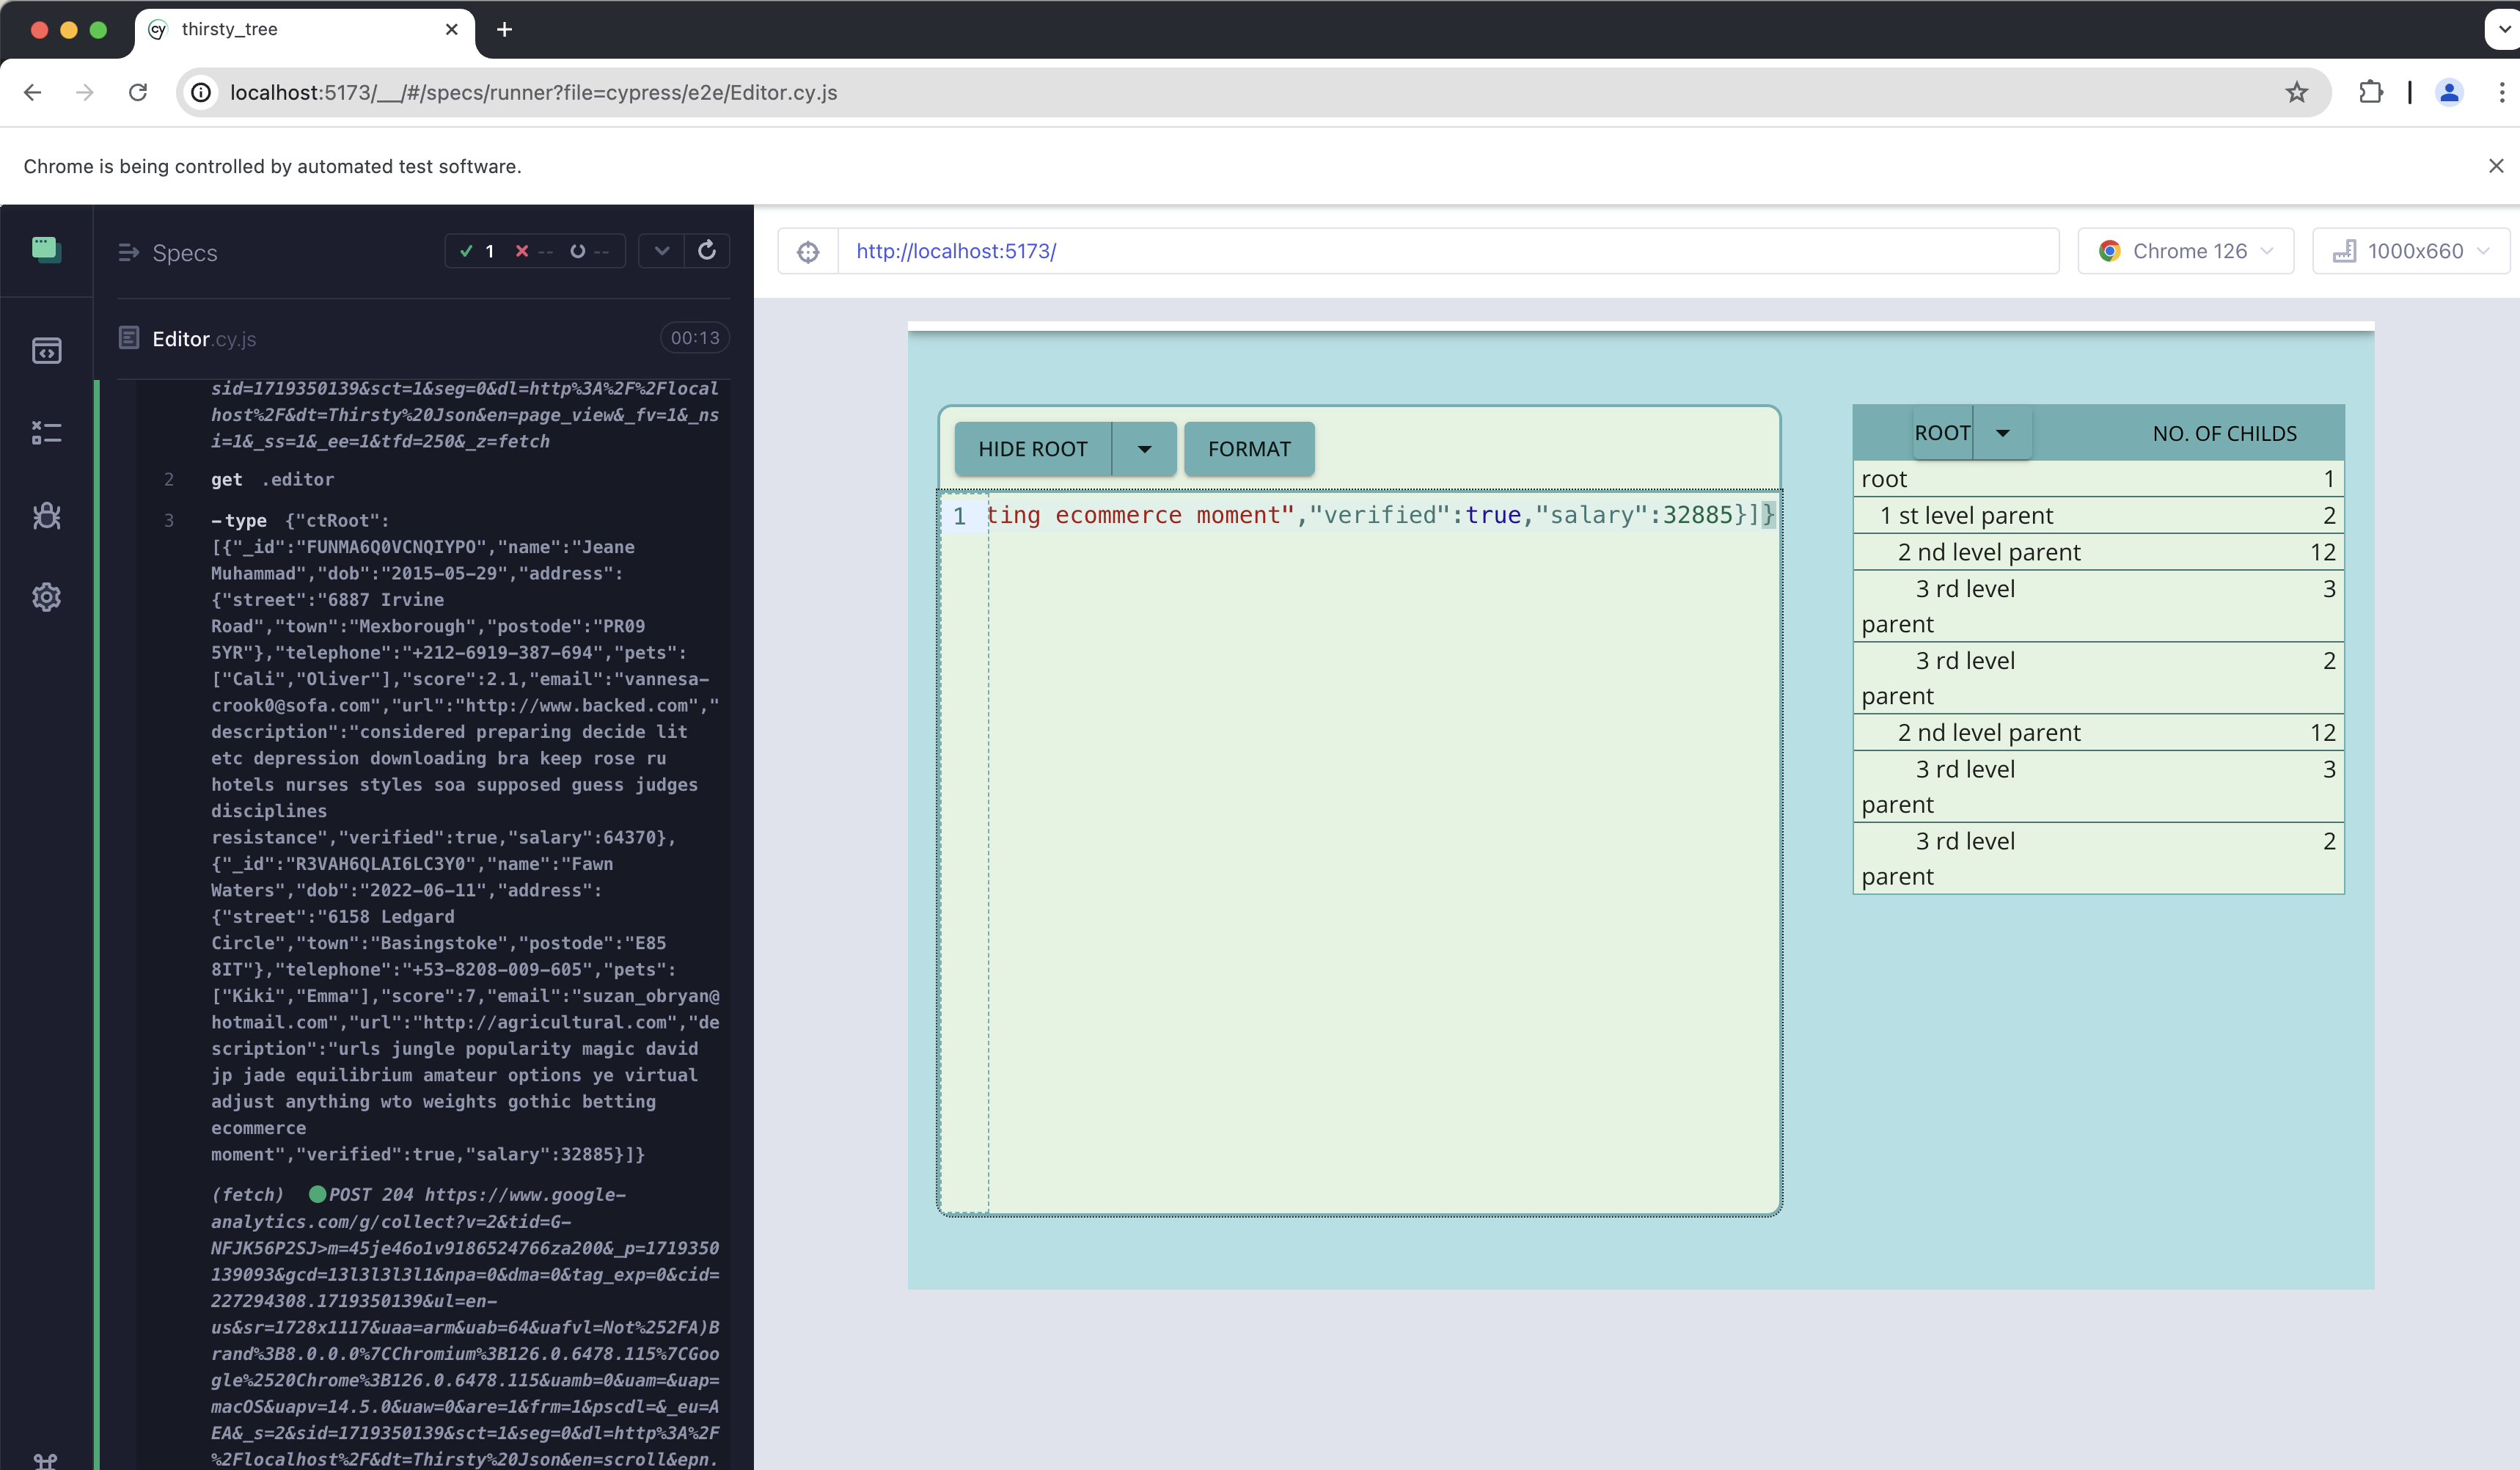 thirsty_tree
localhost:5173/__/#/specs/runner?file=cypress/e2e/Editor.cy.js
Chrome is being controlled by automated test software.
Specs
1 -- --
Editor.cy.js 00:13
sid=1719350139&sct=1&seg=0&dl=http%3A%2F%2Flocal
host%2F&dt=Thirsty%20Json&en=page_view&_fv=1&_ns
i=1&_ss=1&_ee=1&tfd=250&_z=fetch
2 get .editor
3 -type {"ctRoot":
[{"_id":"FUNMA6Q0VCNQIYPO","name":"Jeane
Muhammad","dob":"2015-05-29","address":
{"street":"6887 Irvine
Road","town":"Mexborough","postode":"PR09
5YR"},"telephone":"+212-6919-387-694","pets":
["Cali","Oliver"],"score":2.1,"email":"vannesa-
crook0@sofa.com","url":"http://www.backed.com","
description":"considered preparing decide lit
etc depression downloading bra keep rose ru
hotels nurses styles soa supposed guess judges
disciplines
resistance","verified":true,"salary":64370},
{"_id":"R3VAH6QLAI6LC3Y0","name":"Fawn
Waters","dob":"2022-06-11","address":
{"street":"6158 Ledgard
Circle","town":"Basingstoke","postode":"E85
8IT"},"telephone":"+53-8208-009-605","pets":
["Kiki","Emma"],"score":7,"email":"suzan_obryan@
hotmail.com","url":"http://agricultural.com","de
scription":"urls jungle popularity magic david
jp jade equilibrium amateur options ye virtual
adjust anything wto weights gothic betting
ecommerce
moment","verified":true,"salary":32885}]}
(fetch) POST 204 https://www.google-
analytics.com/g/collect?v=2&tid=G-
NFJK56P2SJ>m=45je46o1v9186524766za200&_p=1719350
139093&gcd=13l3l3l3l1&npa=0&dma=0&tag_exp=0&cid=
227294308.1719350139&ul=en-
us&sr=1728x1117&uaa=arm&uab=64&uafvl=Not%252FA)B
rand%3B8.0.0.0%7CChromium%3B126.0.6478.115%7CGoo
gle%2520Chrome%3B126.0.6478.115&uamb=0&uam=&uap=
macOS&uapv=14.5.0&uaw=0&are=1&frm=1&pscdl=&_eu=A
EA&_s=2&sid=1719350139&sct=1&seg=0&dl=http%3A%2F
%2Flocalhost%2F&dt=Thirsty%20Json&en=scroll&epn.
http://localhost:5173/
Chrome 126
1000x660
HIDE ROOT FORMAT
1 ting ecommerce moment","verified":true,"salary":32885}]}
ROOT NO. OF CHILDS
root 1
1 st level parent 2
2 nd level parent 12
3 rd level 3
parent
3 rd level 2
parent
2 nd level parent 12
3 rd level 3
parent
3 rd level 2
parent